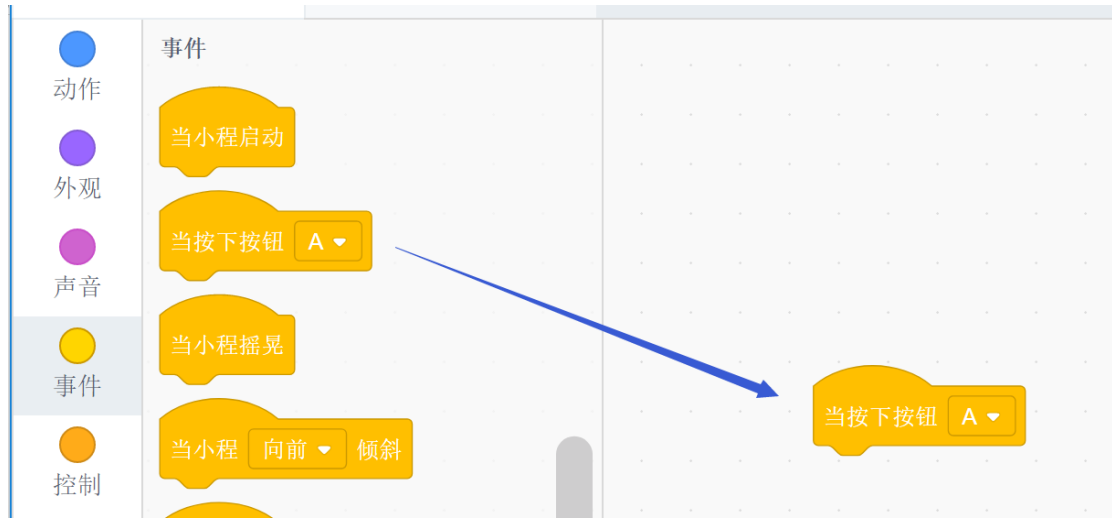 动作
外观
声音
事件
控制
事件
当小程启动
当按下按钮 A
当小程摇晃
当小程 向前 倾斜
当按下按钮 A